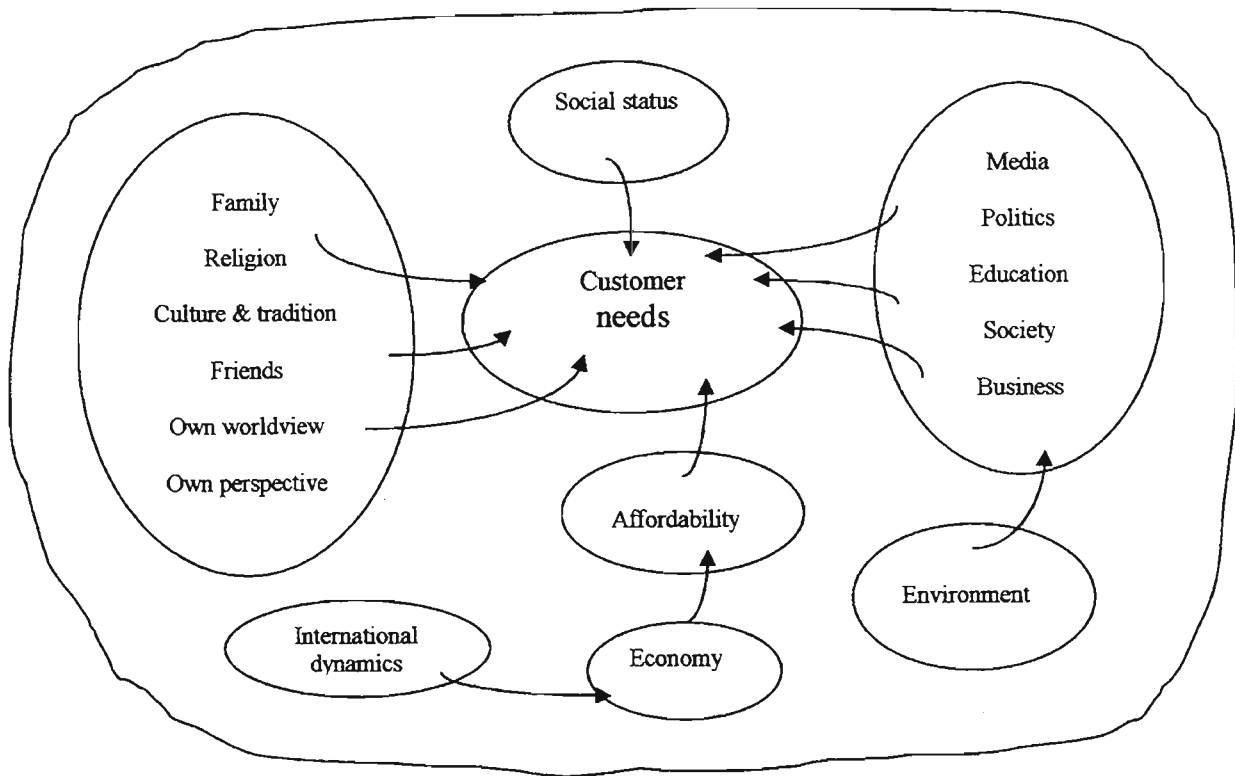 Social status
Family
Religion
Culture & tradition
Friends
Own worldview
Own perspective
Customer
needs
Media
Politics
Education
Society
Business
Affordability
Environment
International
dynamics
Economy